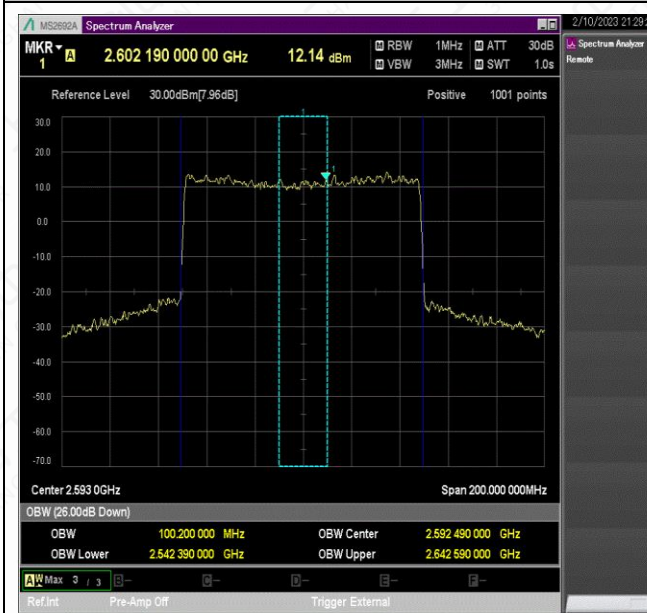 MS2692A Spectrum Analyzer
2/10/2023 21:29:2
MKR 1 A 2.602 190 000 00 GHz 12.14 dBm
M RBW 1MHz M ATT 30dB
M VBW 3MHz M SWT 1.0s
Spectrum Analyzer
Remote
Reference Level 30.00dBm[7.96dB] Positive 1001 points
30.0
20.0
10.0
0.0
-10.0
-20.0
-30.0
-40.0
-50.0
-60.0
-70.0
1
1
Center 2.593 0GHz Span 200.000 000MHz
OBW (26.00dB Down)
OBW 100.200 000 MHz OBW Center 2.592 490 000 GHz
OBW Lower 2.542 390 000 GHz OBW Upper 2.642 590 000 GHz
A W Max 3 / 3 B- C- D- E- F-
Ref.Int Pre-Amp Off Trigger External